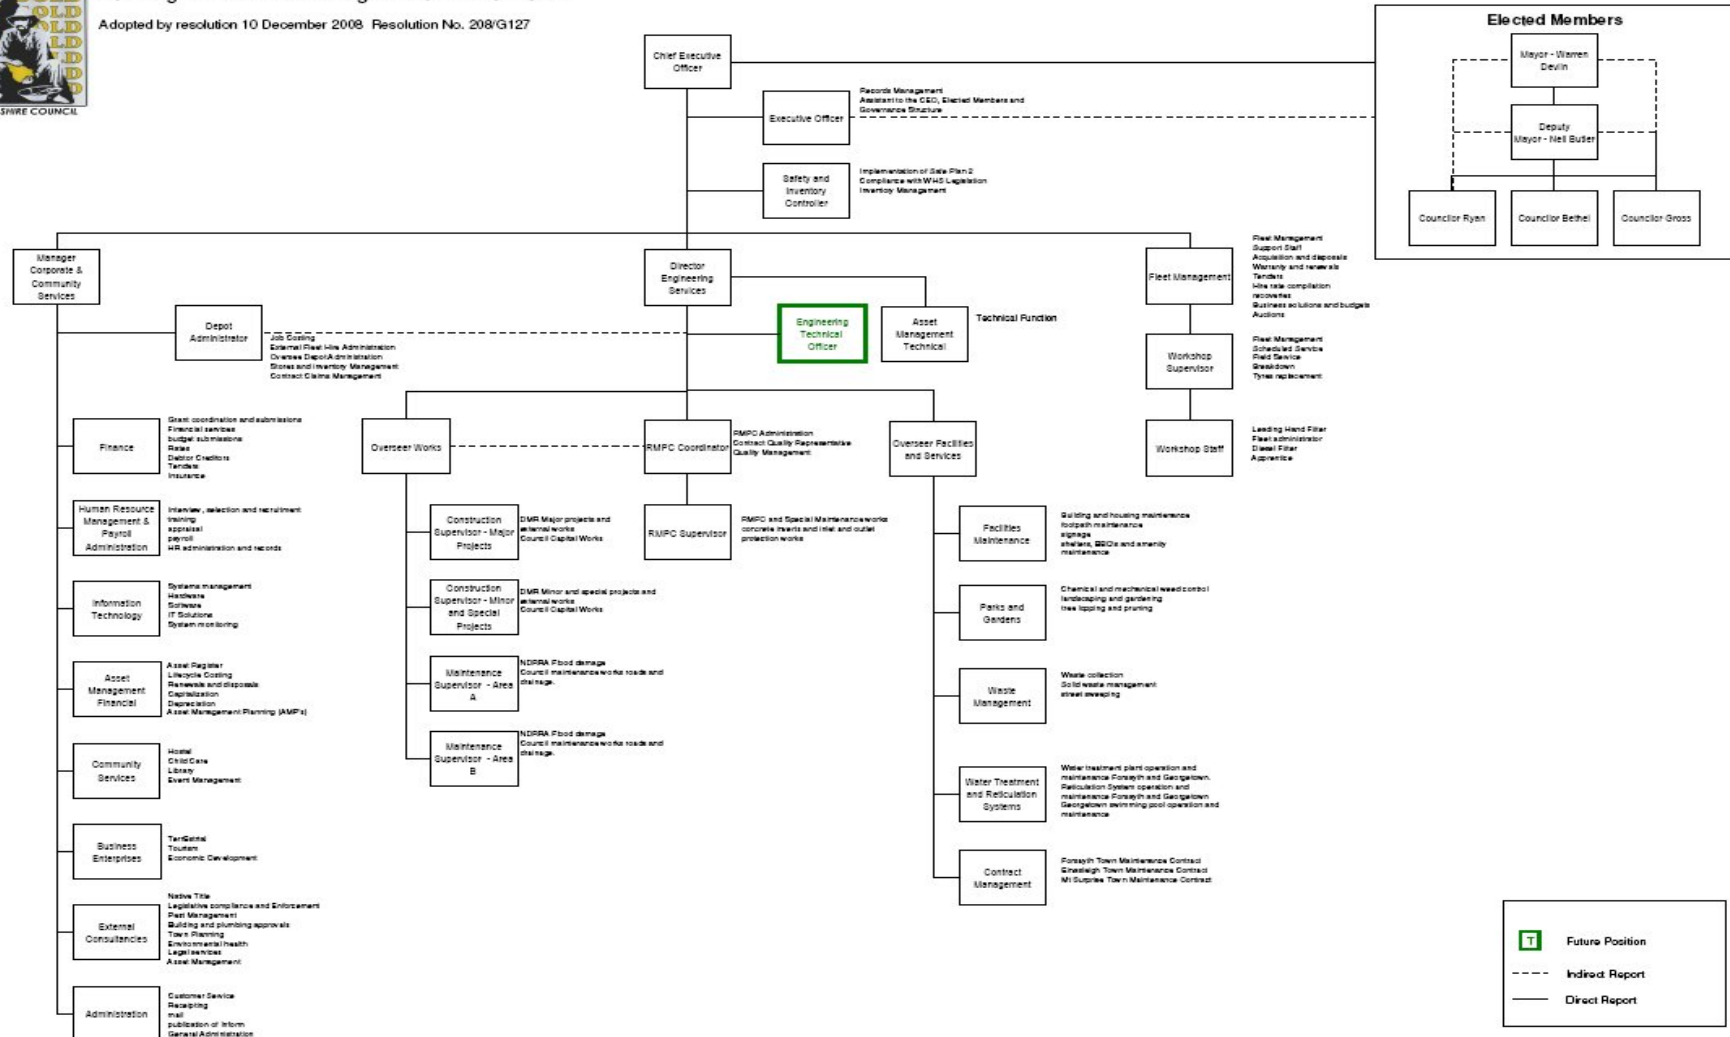 Adopted by resolution 10 December 2008 Resolution No. 208/G127
SHIRE COUNCIL
Chief Executive
Officer
Elected Members
Mayor - Warren
Devlin
Deputy
Mayor - Neil Butler
Councilor Ryan
Councilor Bethel
Councilor Gross
Executive Officer
Records Management
Assistant to the CEO, Elected Members and
Governance Structure
Safety and
Inventory
Controller
Implementation of Safe Plan 2
Compliance with WHS Legislation
Inventory Management
Manager
Corporate &
Community
Services
Director
Engineering
Services
Fleet Management
Fleet Management
Support Staff
Acquisition and disposals
Warranty and renewals
Tenders
Hire rate compilation
recoveries
Business solutions and budgets
Auctions
Depot
Administrator
Job Costing
External Fleet Hire Administration
Oversee Depot Administration
Stores and Inventory Management
Contract Claims Management
Engineering
Technical
Officer
Asset
Management
Technical
Technical Function
Workshop
Supervisor
Fleet Management
Scheduled Service
Field Service
Breakdown
Tyres replacement
Finance
Grant coordination and submissions
Financial services
budget submissions
Rates
Debtor Creditors
Tenders
Insurance
Overseer Works
RMPC Coordinator
RMPC Administration
Contract Quality Representative
Quality Management
Overseer Facilities
and Services
Workshop Staff
Leading Hand Fitter
Fleet administrator
Diesel Fitter
Apprentice
Human Resource
Management &
Payroll
Administration
Interview, selection and recruitment
training
appraisal
payroll
HR administration and records
Construction
Supervisor - Major
Projects
DMR Major projects and
external works
Council Capital Works
RMPC Supervisor
RMPC and Special Maintenance works
concrete inverts and inlet and outlet
protection works
Facilities
Maintenance
Building and housing maintenance
footpath maintenance
signage
shelters, BBQ's and amenity
maintenance
Information
Technology
Systems management
Hardware
Software
IT Solutions
System monitoring
Construction
Supervisor - Minor
and Special
Projects
DMR Minor and special projects and
external works
Council Capital Works
Parks and
Gardens
Chemical and mechanical weed control
landscaping and gardening
tree lopping and pruning
Asset
Management
Financial
Asset Register
Lifecycle Costing
Renewals and disposals
Capitalization
Depreciation
Asset Management Planning (AMP's)
Maintenance
Supervisor - Area
A
NDRRA Flood damage
Council maintenance works roads and
drainage.
Waste
Management
Waste collection
Solid waste management
street sweeping
Community
Services
Hostel
Child Care
Library
Event Management
Maintenance
Supervisor - Area
B
NDRRA Flood damage
Council maintenance works roads and
drainage.
Water Treatment
and Reticulation
Systems
Water treatment plant operation and
maintenance Forsayth and Georgetown.
Reticulation System operation and
maintenance Forsayth and Georgetown
Georgetown swimming pool operation and
maintenance
Business
Enterprises
TerrEstrial
Tourism
Economic Development
Contract
Management
Forsayth Town Maintenance Contract
Einasleigh Town Maintenance Contract
Mt Surprise Town Maintenance Contract
External
Consultancies
Native Title
Legislative compliance and Enforcement
Pest Management
Building and plumbing approvals
Town Planning
Environmental health
Legal services
Asset Management
Administration
Customer Service
Receipting
mail
publication of Inform
General Administration
T Future Position
Indirect Report
Direct Report